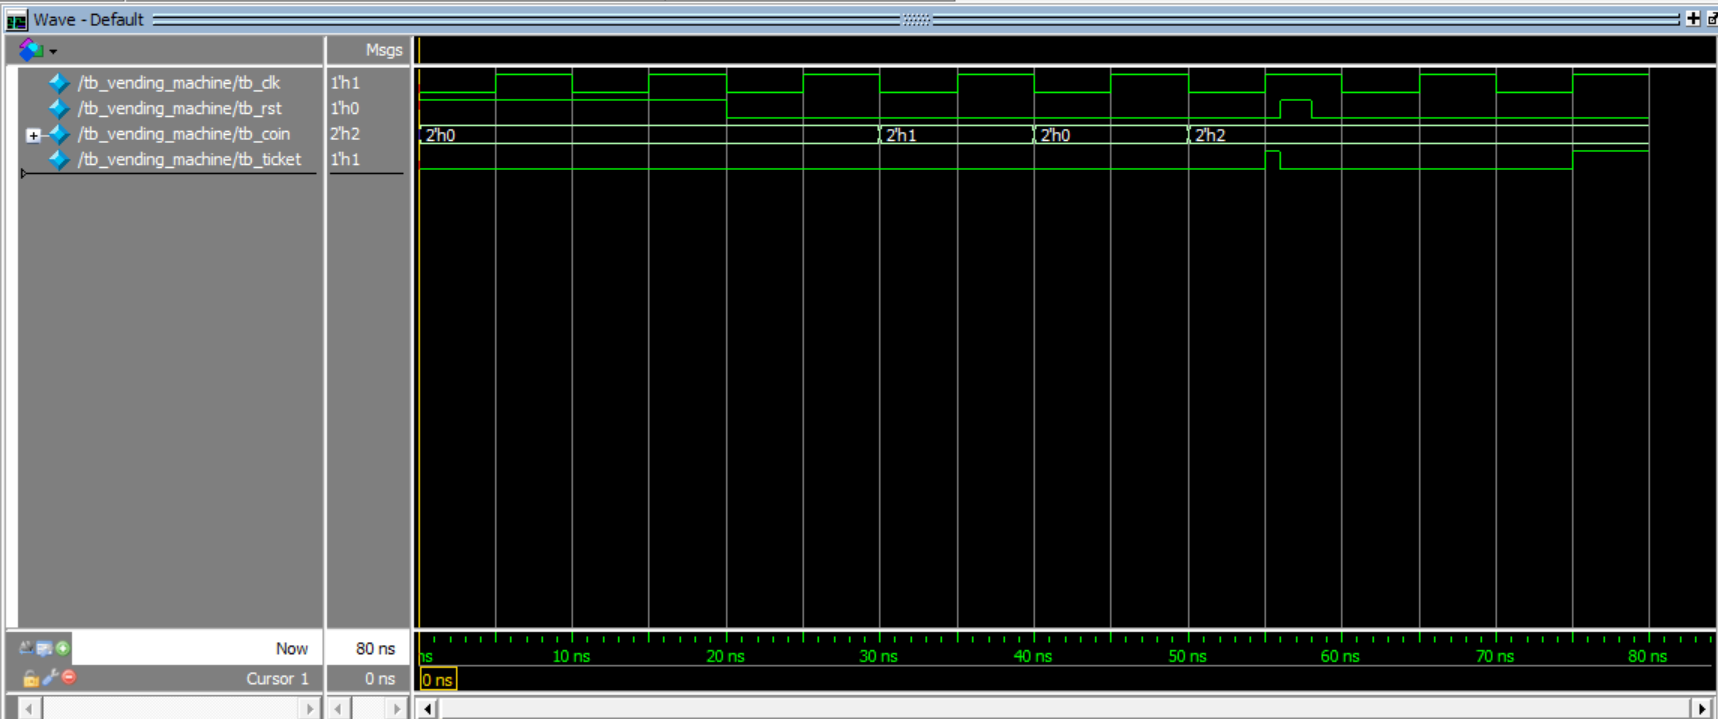 Wave - Default
Msgs
/tb_vending_machine/tb_clk 1'h1
/tb_vending_machine/tb_rst 1'h0
/tb_vending_machine/tb_coin 2'h2 2'h0 2'h1 2'h0 2'h2
/tb_vending_machine/tb_ticket 1'h1
Now 80 ns ns 10 ns 20 ns 30 ns 40 ns 50 ns 60 ns 70 ns 80 ns
Cursor 1 0 ns 0 ns